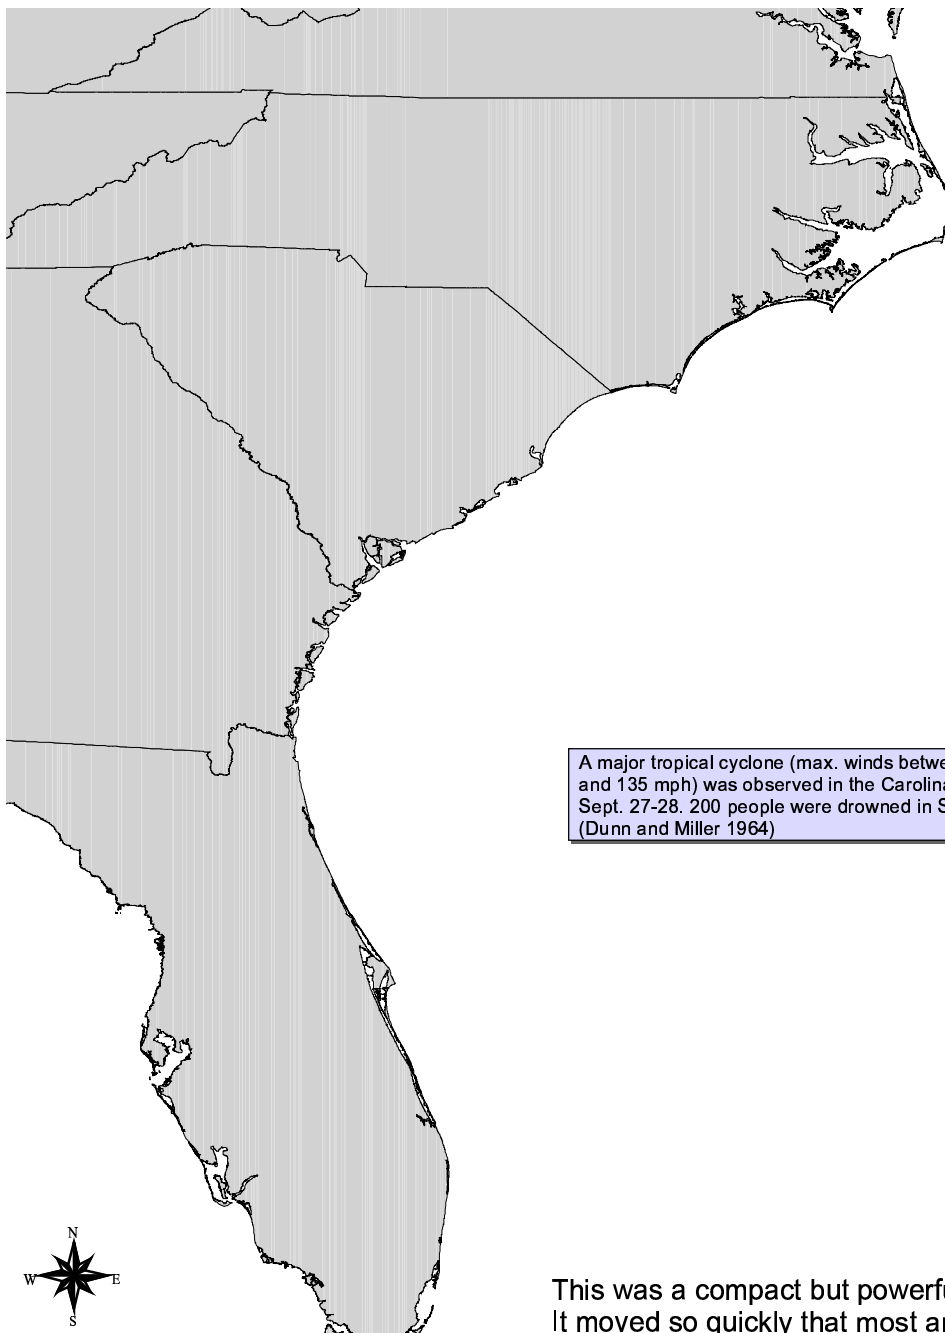 A major tropical cyclone (max. winds betwe
and 135 mph) was observed in the Carolina
Sept. 27-28. 200 people were drowned in S
(Dunn and Miller 1964)
N
W E
S
This was a compact but powerfu
It moved so quickly that most ar